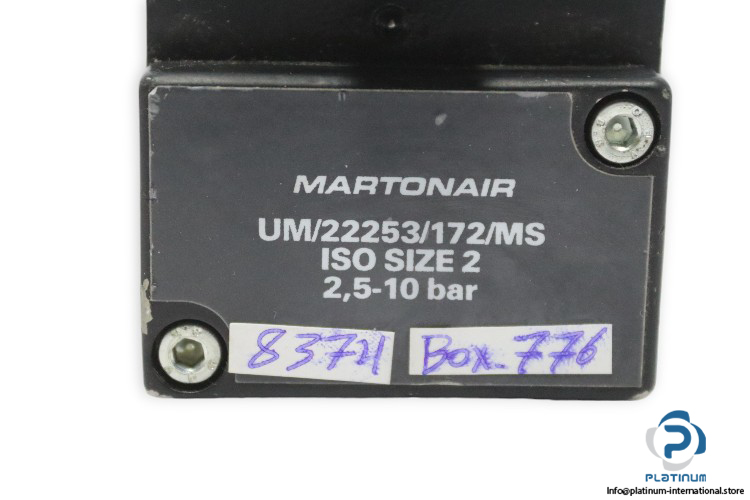 MARTONAIR
UM/22253/172/MS
ISO SIZE 2
2,5-10 bar
8374 Box-776
PLATINUM
Info@platinum-international.store